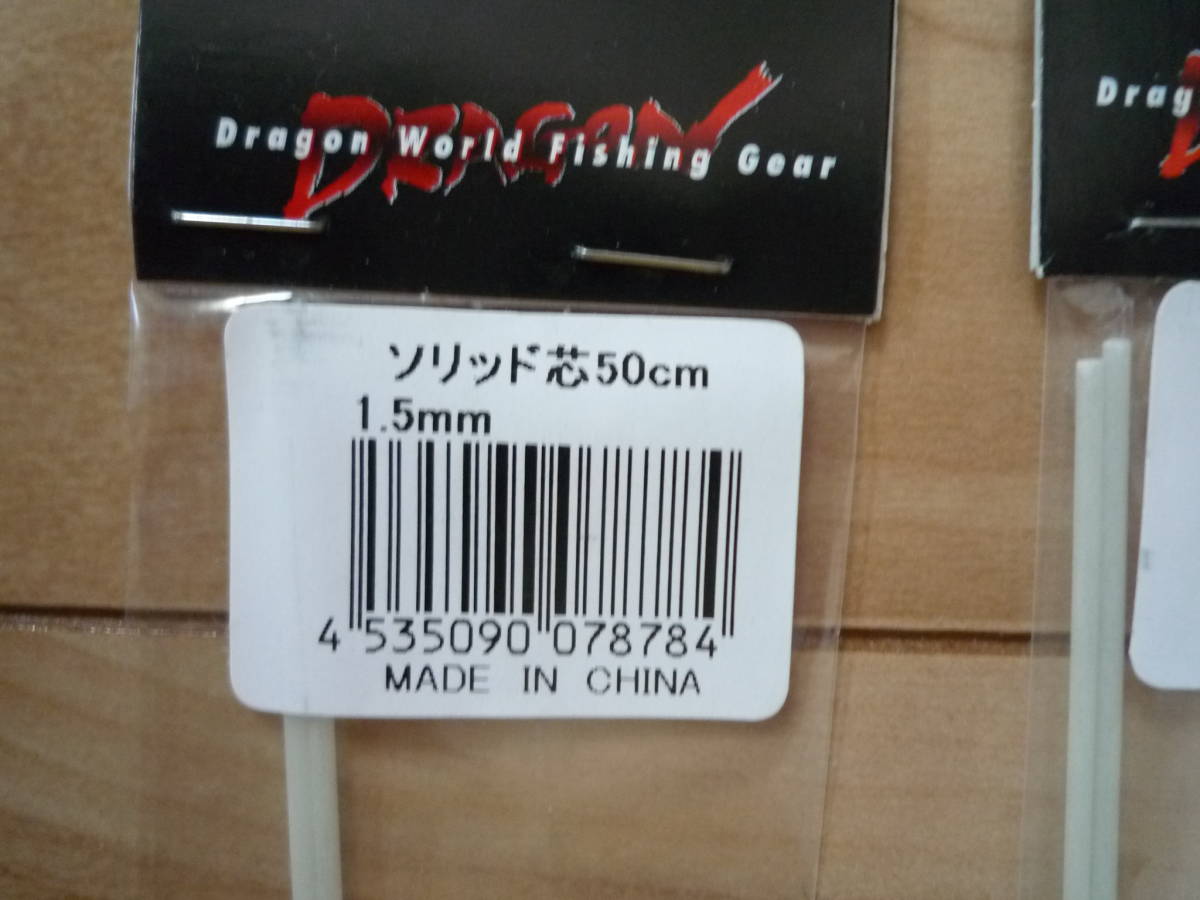 DRAGON
Dragon World Fishing Gear
ソリッド芯50cm
1.5mm
4 535090 078784
MADE IN CHINA
Drag